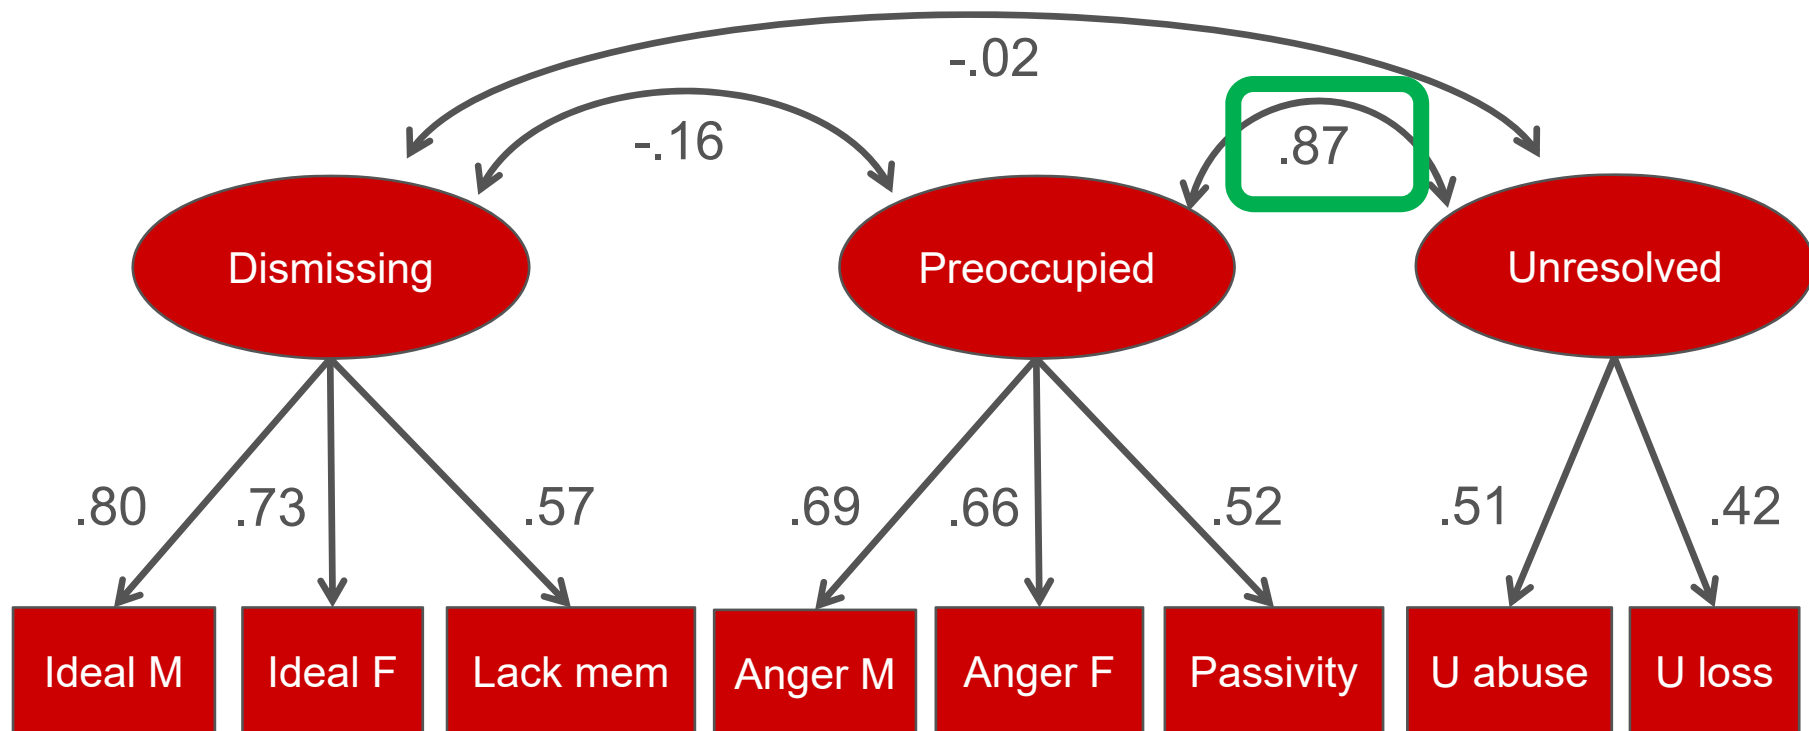 -.02
-.16
.87
Dismissing
Preoccupied
Unresolved
.80
.73
.57
.69
.66
.52
.51
.42
Ideal M
Ideal F
Lack mem
Anger M
Anger F
Passivity
U abuse
U loss